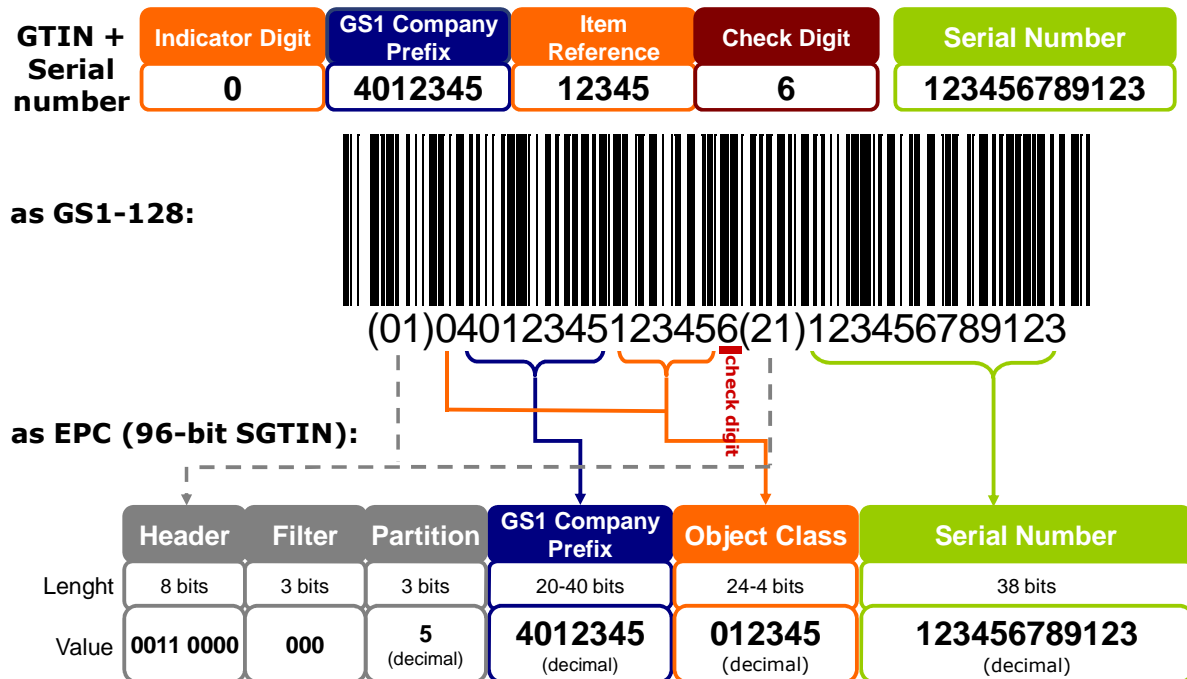 GTIN +
Serial
number
Indicator Digit
GS1 Company
Prefix
Item
Reference
Check Digit
Serial Number
0
4012345
12345
6
123456789123
as GS1-128:
(01)04012345123456(21)123456789123
check digit
as EPC (96-bit SGTIN):
Header
Filter
Partition
GS1 Company
Prefix
Object Class
Serial Number
Lenght
8 bits
3 bits
3 bits
20-40 bits
24-4 bits
38 bits
Value
0011 0000
000
5
(decimal)
4012345
(decimal)
012345
(decimal)
123456789123
(decimal)